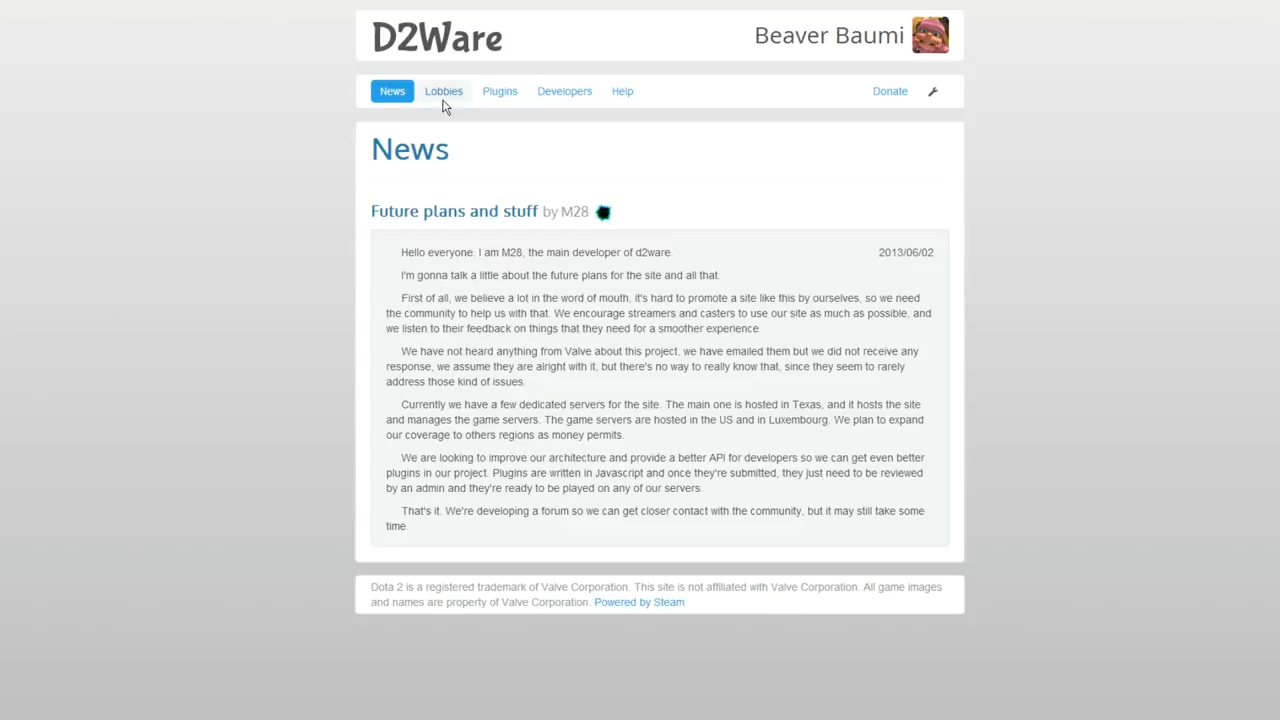 D2Ware
Beaver Baumi
News Lobbies Plugins Developers Help Donate
News
Future plans and stuff by M28
Hello everyone. I am M28, the main developer of d2ware. 2013/06/02
I'm gonna talk a little about the future plans for the site and all that.
First of all, we believe a lot in the word of mouth, it's hard to promote a site like this by ourselves, so we need
the community to help us with that. We encourage streamers and casters to use our site as much as possible, and
we listen to their feedback on things that they need for a smoother experience
We have not heard anything from Valve about this project, we have emailed them but we did not receive any
response, we assume they are alright with it, but there's no way to really know that, since they seem to rarely
address those kind of issues.
Currently we have a few dedicated servers for the site. The main one is hosted in Texas, and it hosts the site
and manages the game servers. The game servers are hosted in the US and in Luxembourg. We plan to expand
our coverage to others regions as money permits.
We are looking to improve our architecture and provide a better API for developers so we can get even better
plugins in our project. Plugins are written in Javascript and once they're submitted, they just need to be reviewed
by an admin and they're ready to be played on any of our servers.
That's it. We're developing a forum so we can get closer contact with the community, but it may still take some
time.
Dota 2 is a registered trademark of Valve Corporation. This site is not affiliated with Valve Corporation. All game images
and names are property of Valve Corporation. Powered by Steam